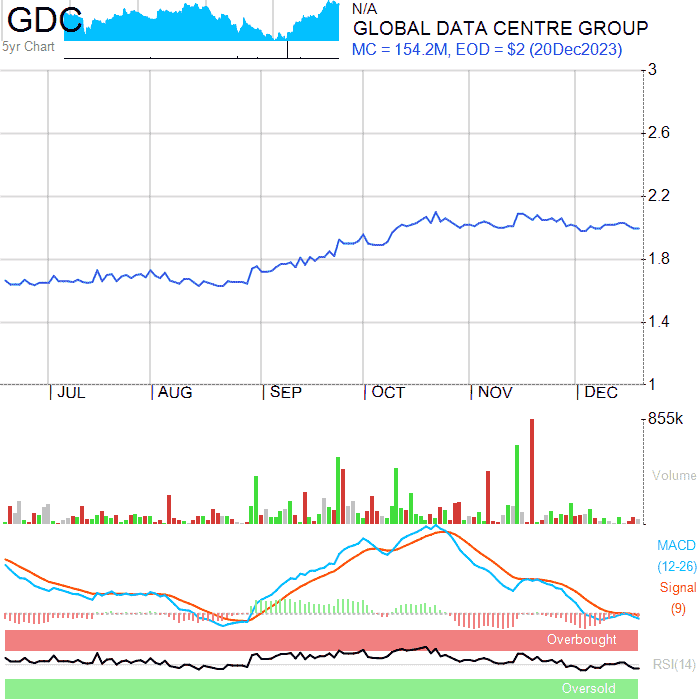 GDC
5yr Chart
N/A
GLOBAL DATA CENTRE GROUP
MC = 154.2M, EOD = $2 (20Dec2023)
3
2.6
2.2
1.8
1.4
1
JUL AUG SEP OCT NOV DEC
855k
Volume
MACD
(12-26)
Signal
(9)
Overbought
RSI(14)
Oversold